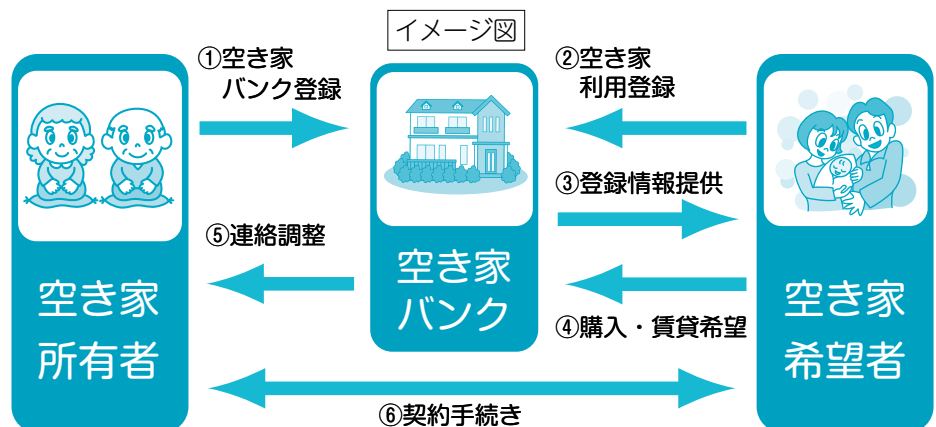 イメージ図
①空き家
バンク登録
②空き家
利用登録
③登録情報提供
⑤連絡調整
④購入・賃貸希望
⑥契約手続き
空き家
所有者
空き家
バンク
空き家
希望者